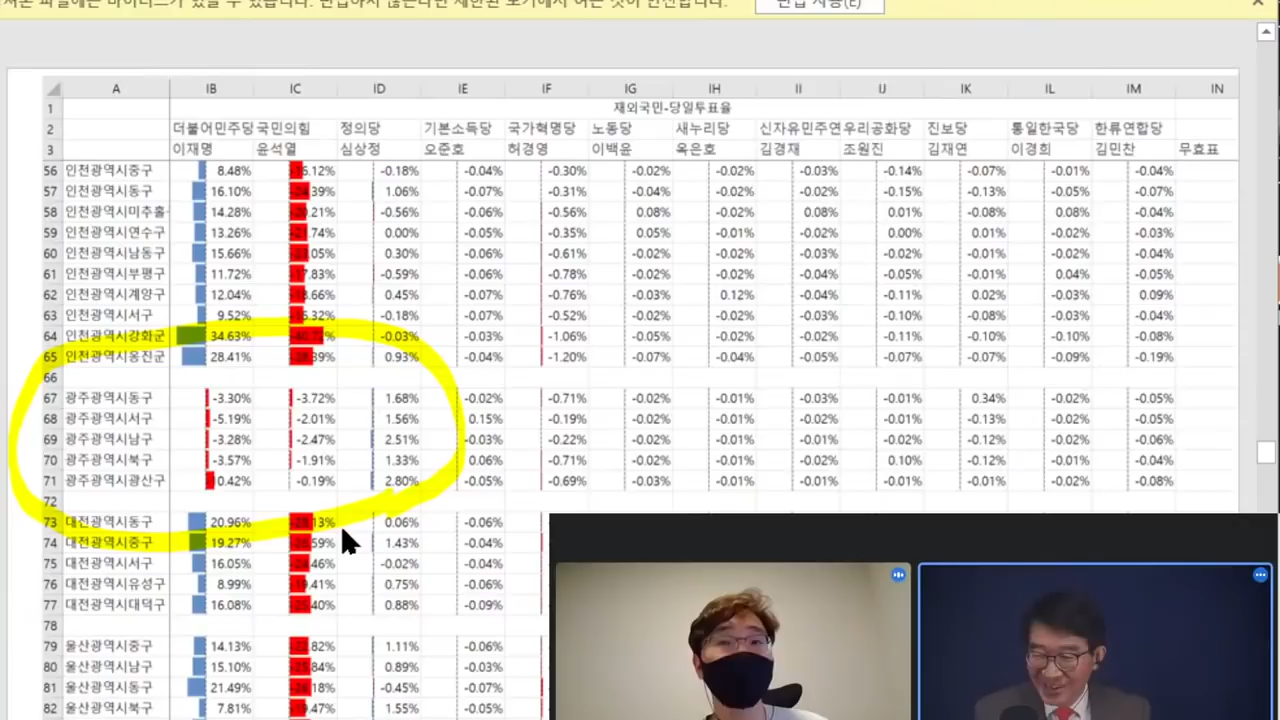 편집 사용(E)
A IB IC ID IE IF IG IH II IJ IK IL IM IN
1 재외국민-당일투표율
2 더불어민주당 국민의힘 정의당 기본소득당 국가혁명당 노동당 새누리당 신자유민주연 우리공화당 진보당 통일한국당 한류연합당
3 이재명 윤석열 심상정 오준호 허경영 이백윤 옥은호 김경재 조원진 김재연 이경희 김민찬 무효표
56 인천광역시중구 8.48% 5.12% -0.18% -0.04% -0.30% -0.02% -0.02% -0.03% -0.14% -0.07% -0.01% -0.04%
57 인천광역시동구 16.10% 39% 1.06% -0.07% -0.31% -0.04% -0.02% -0.02% -0.15% -0.13% -0.05% -0.07%
58 인천광역시미추홀 14.28% 21% -0.56% -0.06% -0.56% 0.08% -0.02% 0.08% 0.01% -0.08% 0.08% -0.04%
59 인천광역시연수구 13.26% 74% 0.00% -0.05% -0.35% 0.05% -0.01% -0.02% 0.00% 0.01% -0.02% -0.03%
60 인천광역시남동구 15.66% 05% 0.30% -0.06% -0.61% -0.02% -0.02% -0.02% -0.02% -0.02% -0.02% -0.03%
61 인천광역시부평구 11.72% 7.83% -0.59% -0.06% -0.78% -0.02% -0.02% -0.04% -0.05% -0.01% 0.04% -0.05%
62 인천광역시계양구 12.04% 66% 0.45% -0.07% -0.76% -0.03% 0.12% -0.04% -0.11% 0.02% -0.03% 0.09%
63 인천광역시서구 9.52% 32% -0.18% -0.07% -0.52% -0.02% -0.02% -0.03% -0.10% -0.08% -0.03% -0.04%
64 인천광역시강화군 34.63% % -0.03% -0.03% -1.06% -0.05% -0.02% -0.02% -0.11% -0.10% -0.10% -0.08%
65 인천광역시옹진군 28.41% 39% 0.93% -0.04% -1.20% -0.07% -0.04% -0.05% -0.07% -0.07% -0.09% -0.19%
66
67 광주광역시동구 -3.30% -3.72% 1.68% -0.02% -0.71% -0.02% -0.01% -0.03% -0.01% 0.34% -0.02% -0.05%
68 광주광역시서구 -5.19% -2.01% 1.56% 0.15% -0.19% -0.02% -0.01% -0.02% -0.01% -0.13% -0.02% -0.05%
69 광주광역시남구 -3.28% -2.47% 2.51% -0.03% -0.22% -0.02% -0.01% -0.01% -0.02% -0.12% -0.02% -0.06%
70 광주광역시북구 -3.57% -1.91% 1.33% 0.06% -0.71% -0.02% -0.01% -0.02% 0.10% -0.12% -0.01% -0.04%
71 광주광역시광산구 0.42% -0.19% 2.80% -0.05% -0.69% -0.03% -0.01% -0.01% -0.01% -0.01% -0.02% -0.08%
72
73 대전광역시동구 20.96% 13% 0.06% -0.06%
74 대전광역시중구 19.27% 59% 1.43% -0.04%
75 대전광역시서구 16.05% 46% -0.02% -0.04%
76 대전광역시유성구 8.99% 41% 0.75% -0.06%
77 대전광역시대덕구 16.08% 40% 0.88% -0.09%
78
79 울산광역시중구 14.13% 82% 1.11% -0.06%
80 울산광역시남구 15.10% 84% 0.89% -0.03%
81 울산광역시동구 21.49% 18% -0.45% -0.07%
82 울산광역시북구 7.81% 47% 1.55% -0.05%